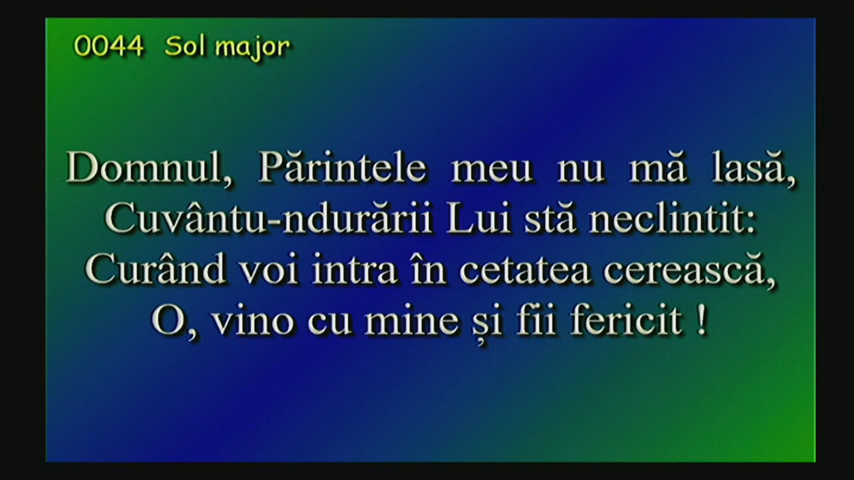 0044 Sol major
Domnul, Părintele meu nu mă lasă,
Cuvântu-ndurării Lui stă neclintit:
Curând voi intra în cetatea cerească,
O, vino cu mine și fii fericit !